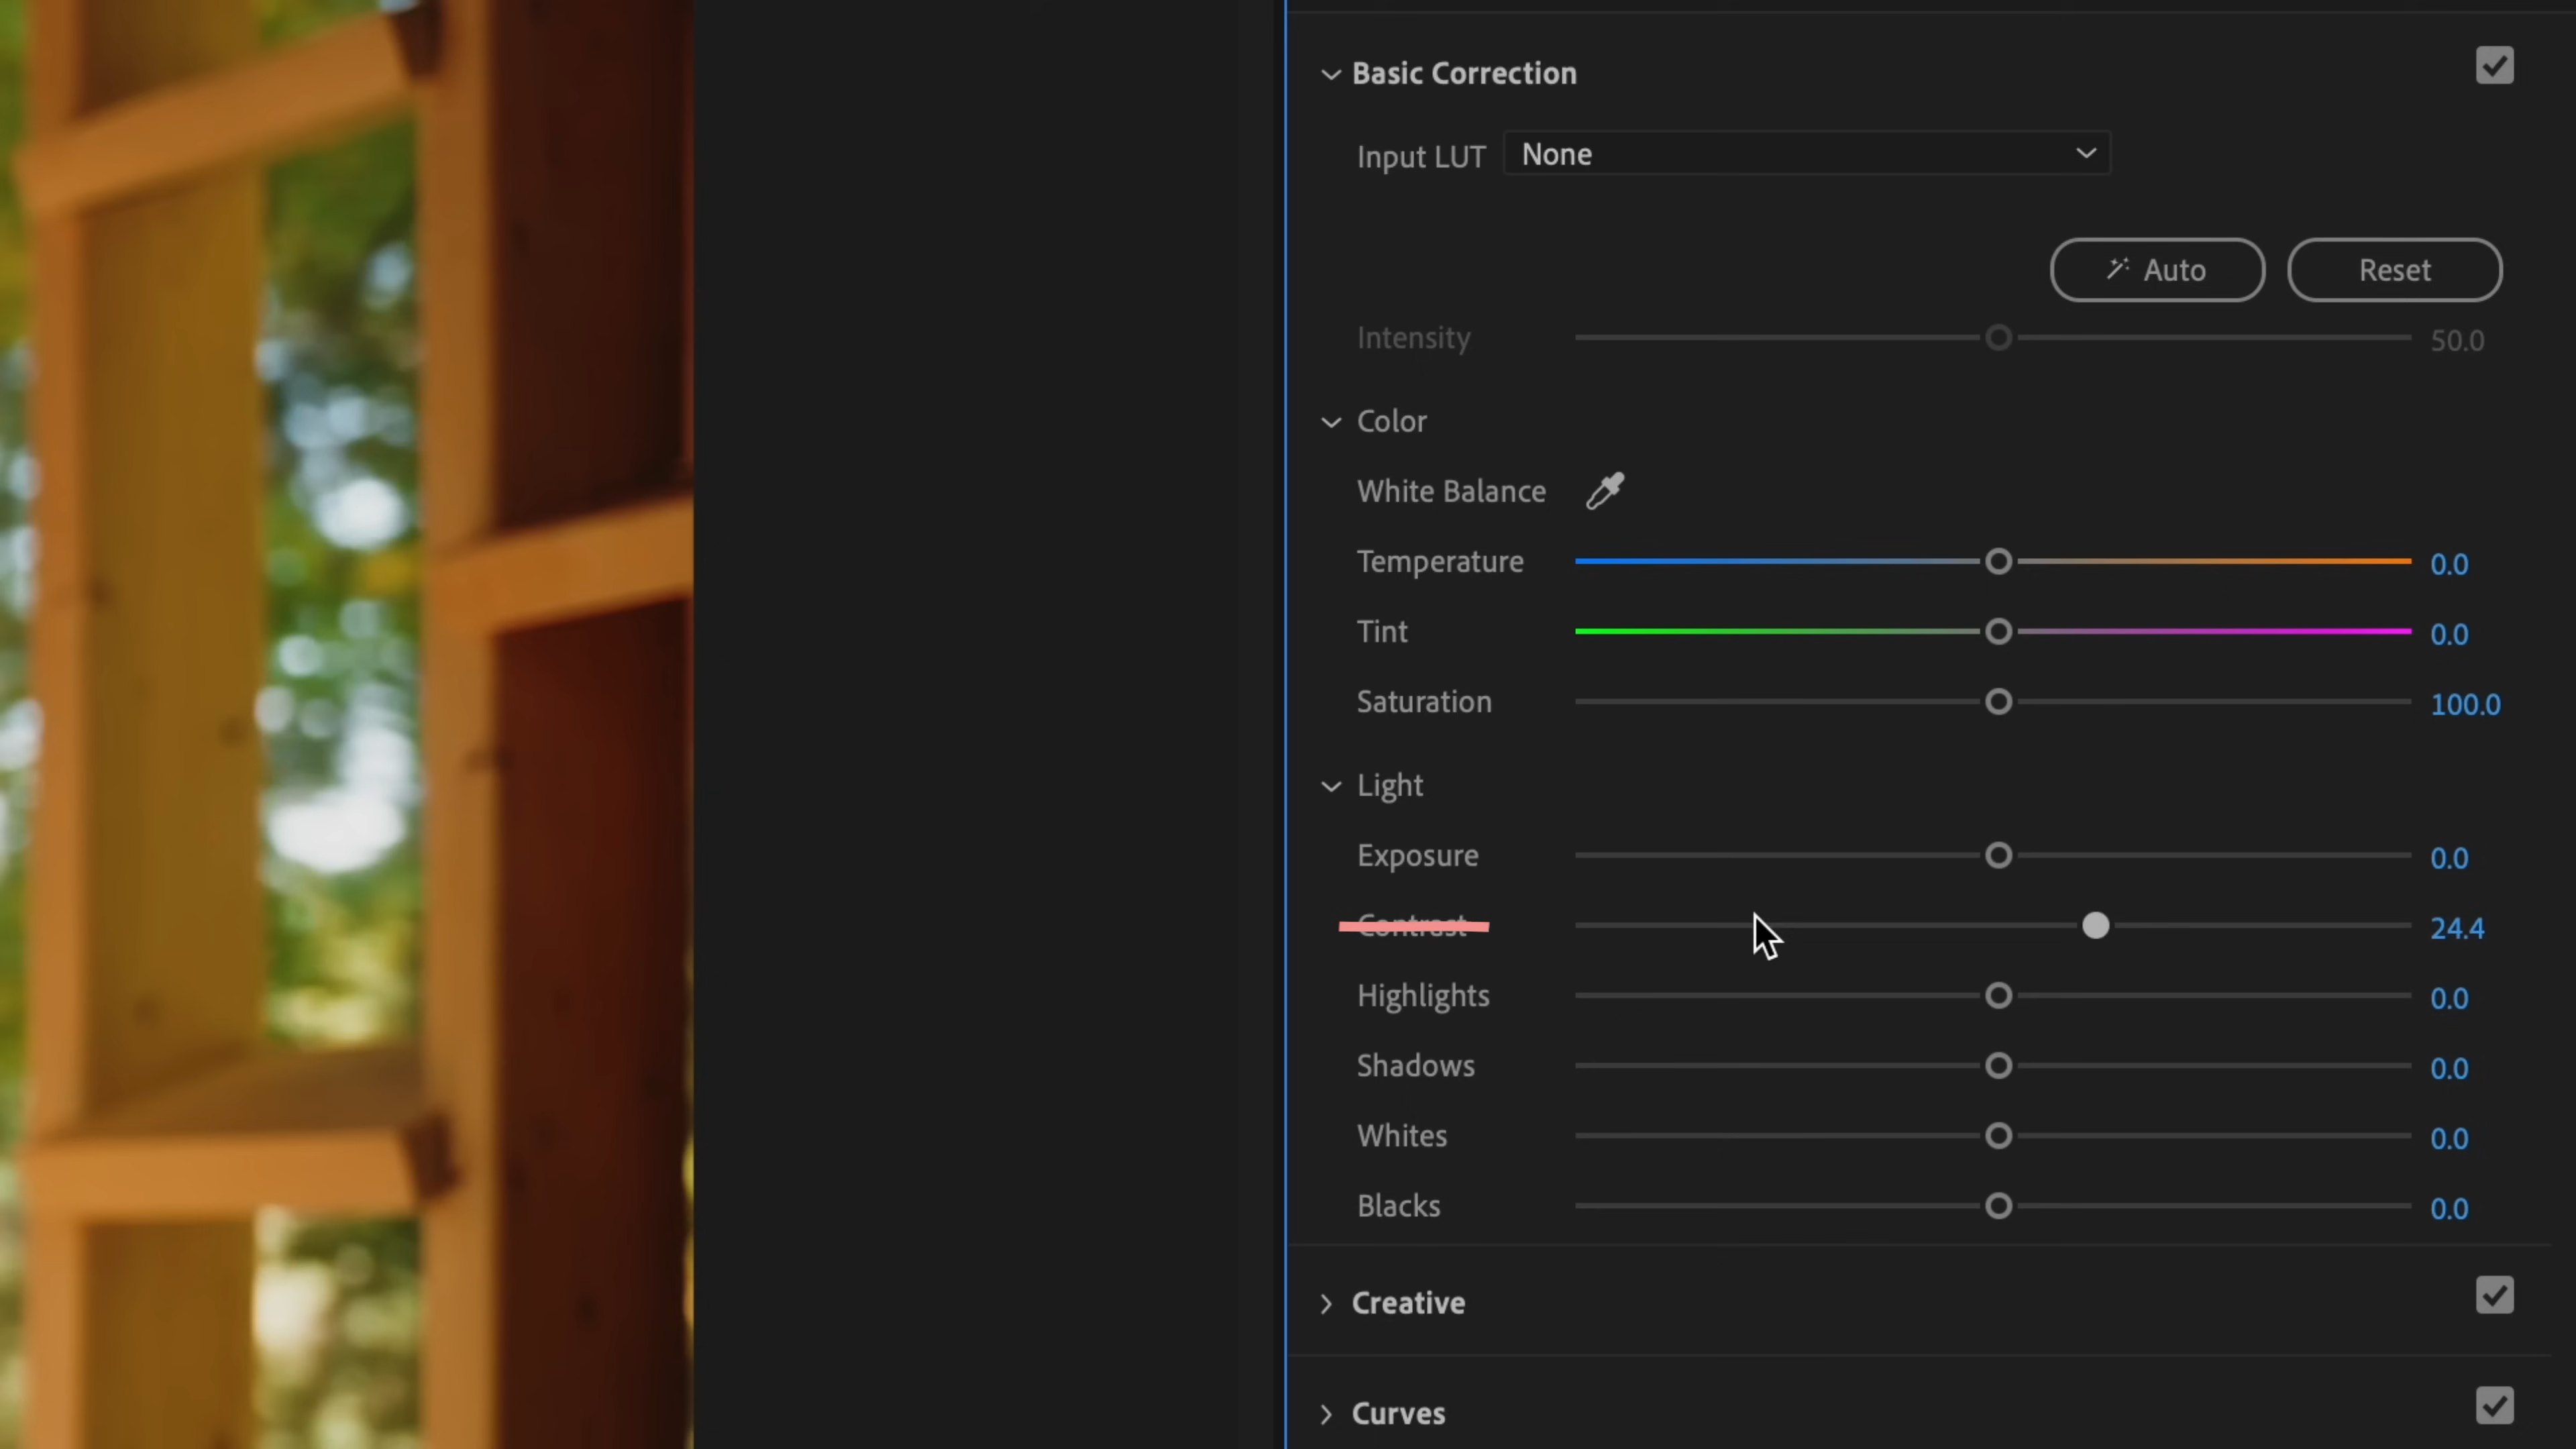 Basic Correction
Input LUT None
Auto Reset
Intensity 50.0
Color
White Balance
Temperature 0.0
Tint 0.0
Saturation 100.0
Light
Exposure 0.0
Contrast 24.4
Highlights 0.0
Shadows 0.0
Whites 0.0
Blacks 0.0
Creative
Curves